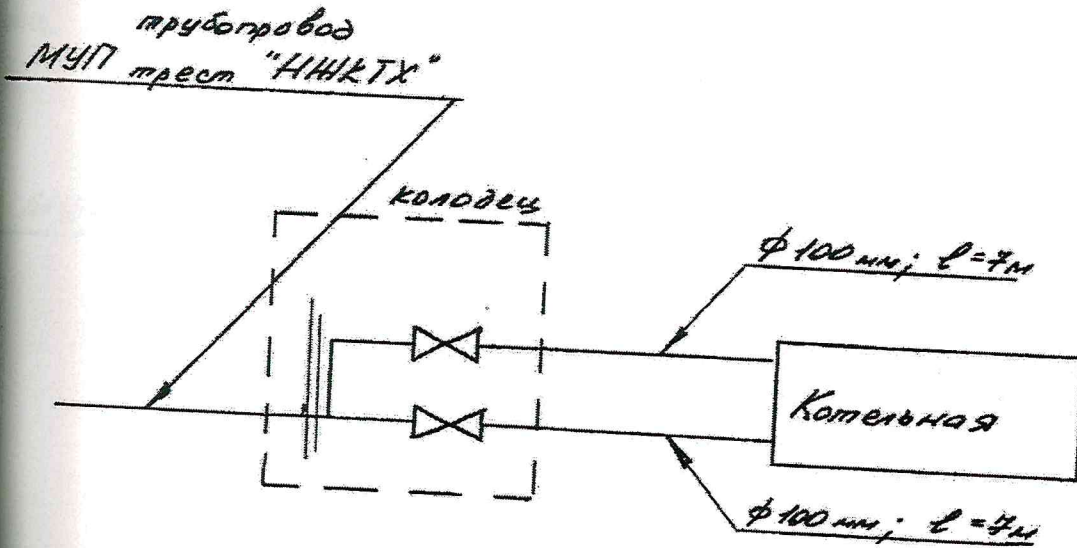 трубопровод
МУП трест "НЖКТХ"
колодец
ф 100 мм; l = 7м
Котельная
ф 100 мм; l = 7м